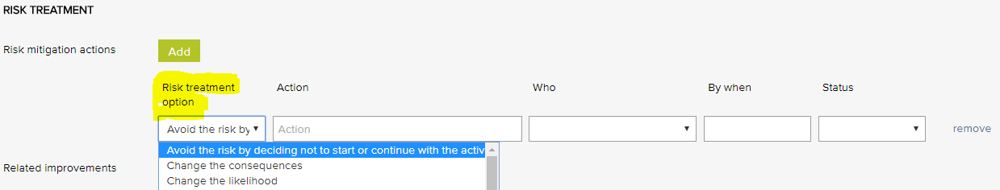 RISK TREATMENT
Risk mitigation actions
Add
Risk treatment
option
Action
Who
By when
Status
Avoid the risk by
Action
remove
Avoid the risk by deciding not to start or continue with the activ
Change the consequences
Related improvements
Change the likelihood